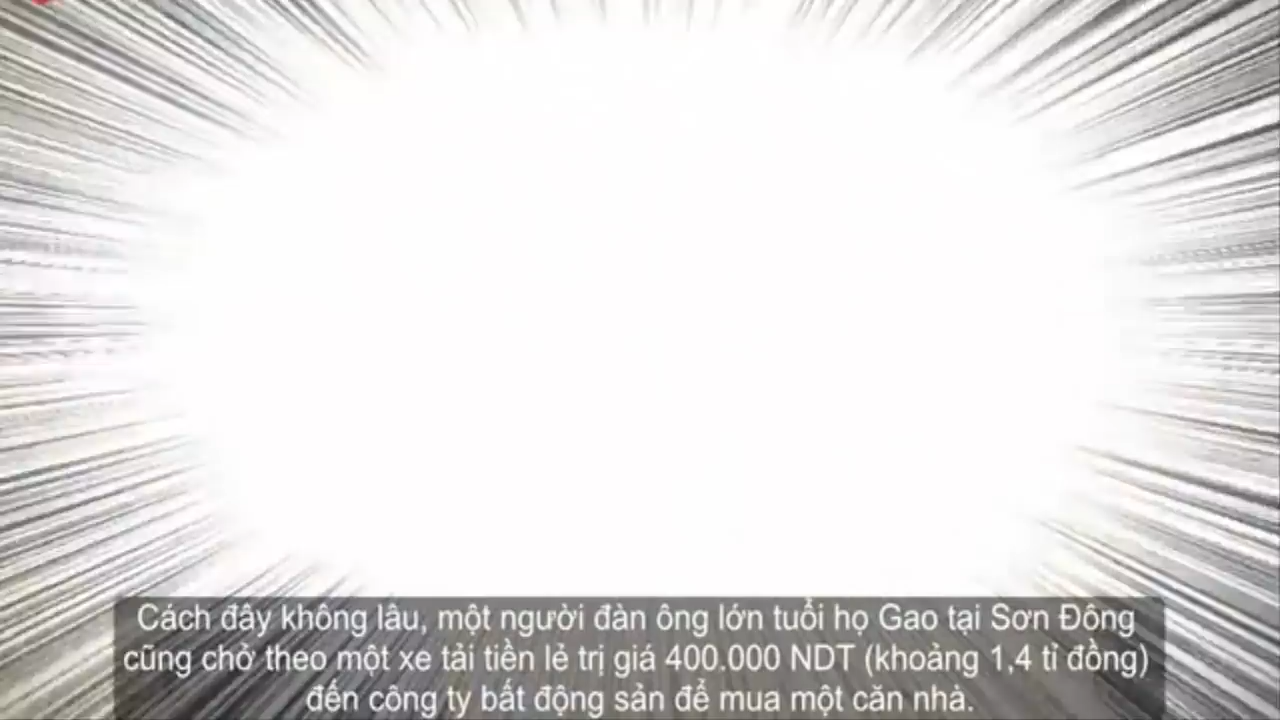 Cách đây không lâu, một người đàn ông lớn tuổi họ Gao tại Sơn Đông
cũng chở theo một xe tải tiền lẻ trị giá 400.000 NDT (khoảng 1,4 tỉ đồng)
đến công ty bất động sản để mua một căn nhà.